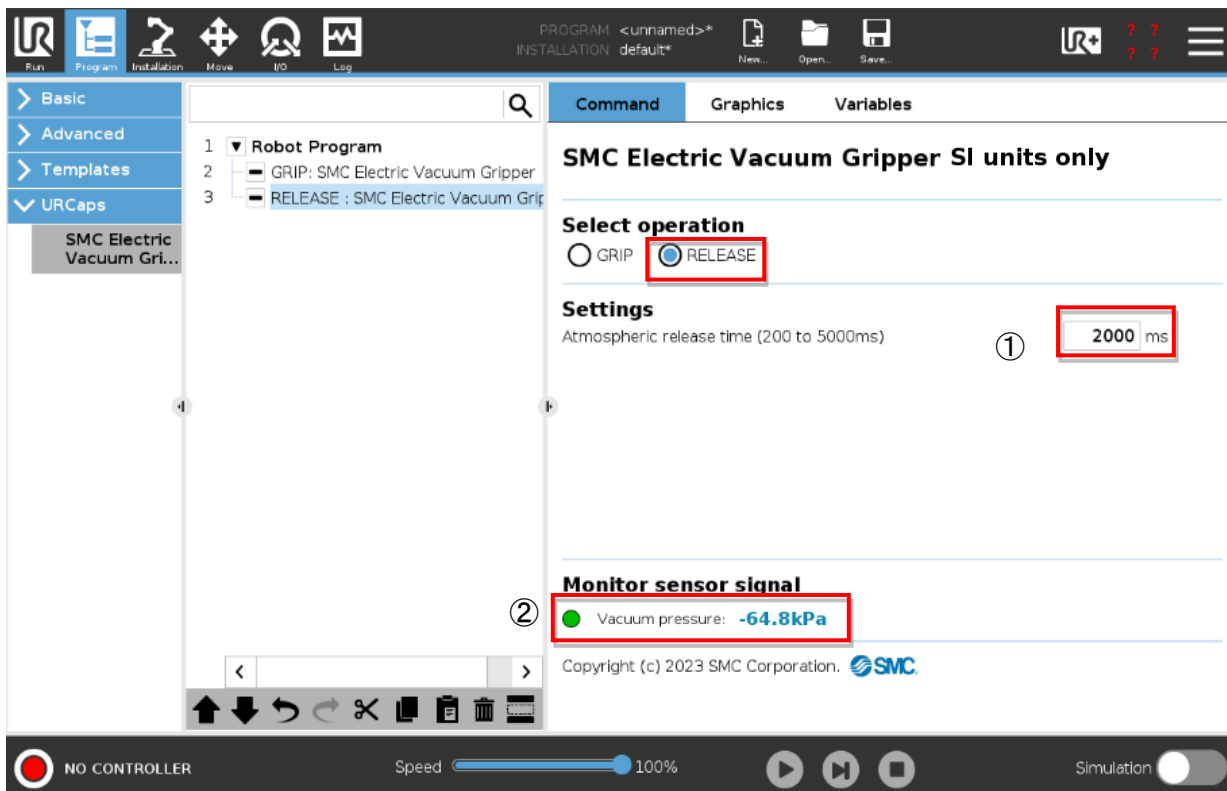 PROGRAM <unnamed>*
INSTALLATION default*
UR
Run
Program
Installation
Move
I/O
Log
New...
Open...
Save...
UR+
? ?
? ?
Basic
Advanced
Templates
URCaps
SMC Electric
Vacuum Gri...
1 Robot Program
2 GRIP: SMC Electric Vacuum Gripper
3 RELEASE : SMC Electric Vacuum Grip
Command Graphics Variables
SMC Electric Vacuum Gripper SI units only
Select operation
GRIP RELEASE
Settings
Atmospheric release time (200 to 5000ms) ① 2000 ms
Monitor sensor signal
② Vacuum pressure: -64.8kPa
Copyright (c) 2023 SMC Corporation. SMC
NO CONTROLLER
Speed 100%
Simulation